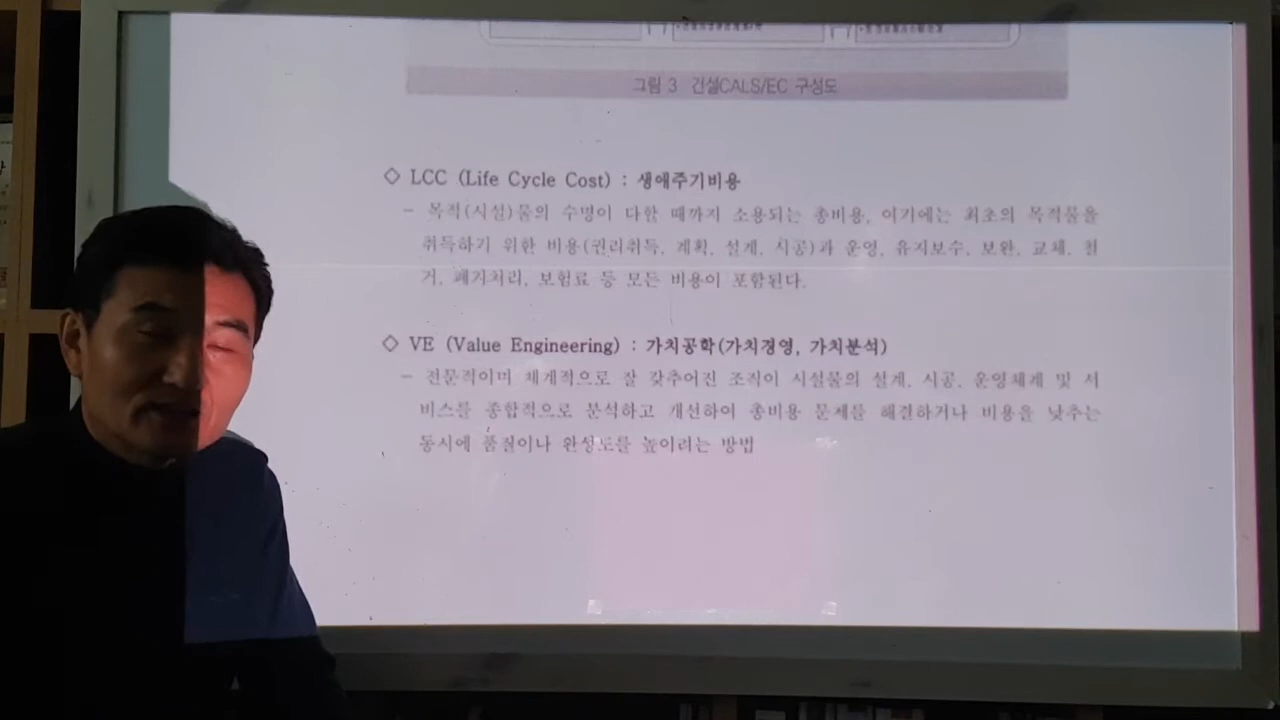 그림 3 건설CALS/EC 구성도
◇ LCC (Life Cycle Cost) : 생애주기비용
- 목적(시설)물의 수명이 다할 때까지 소용되는 총비용, 여기에는 최초의 목적물을
취득하기 위한 비용(권리취득, 계획, 설계, 시공)과 운영, 유지보수, 보완, 교체, 철
거, 폐기처리, 보험료 등 모든 비용이 포함된다.
◇ VE (Value Engineering) : 가치공학(가치경영, 가치분석)
- 전문적이며 체계적으로 잘 갖추어진 조직이 시설물의 설계, 시공, 운영체계 및 서
비스를 종합적으로 분석하고 개선하여 총비용 문제를 해결하거나 비용을 낮추는
동시에 품질이나 완성도를 높이려는 방법